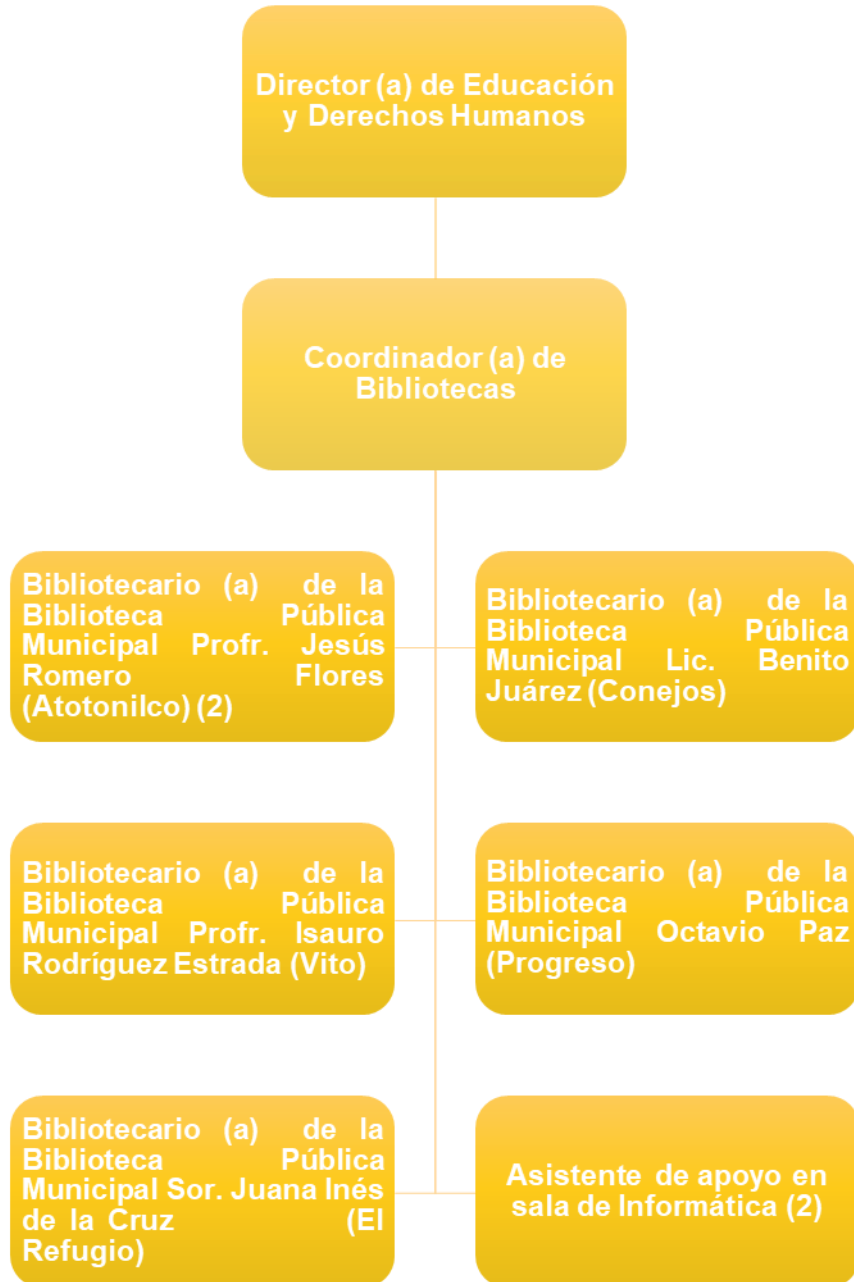 Director (a) de Educación
y Derechos Humanos
Coordinador (a) de
Bibliotecas
Bibliotecario (a) de la
Biblioteca Pública
Municipal Profr. Jesús
Romero Flores
(Atotonilco) (2)
Bibliotecario (a) de la
Biblioteca Pública
Municipal Lic. Benito
Juárez (Conejos)
Bibliotecario (a) de la
Biblioteca Pública
Municipal Profr. Isauro
Rodríguez Estrada (Vito)
Bibliotecario (a) de la
Biblioteca Pública
Municipal Octavio Paz
(Progreso)
Bibliotecario (a) de la
Biblioteca Pública
Municipal Sor. Juana Inés
de la Cruz (El
Refugio)
Asistente de apoyo en
sala de Informática (2)